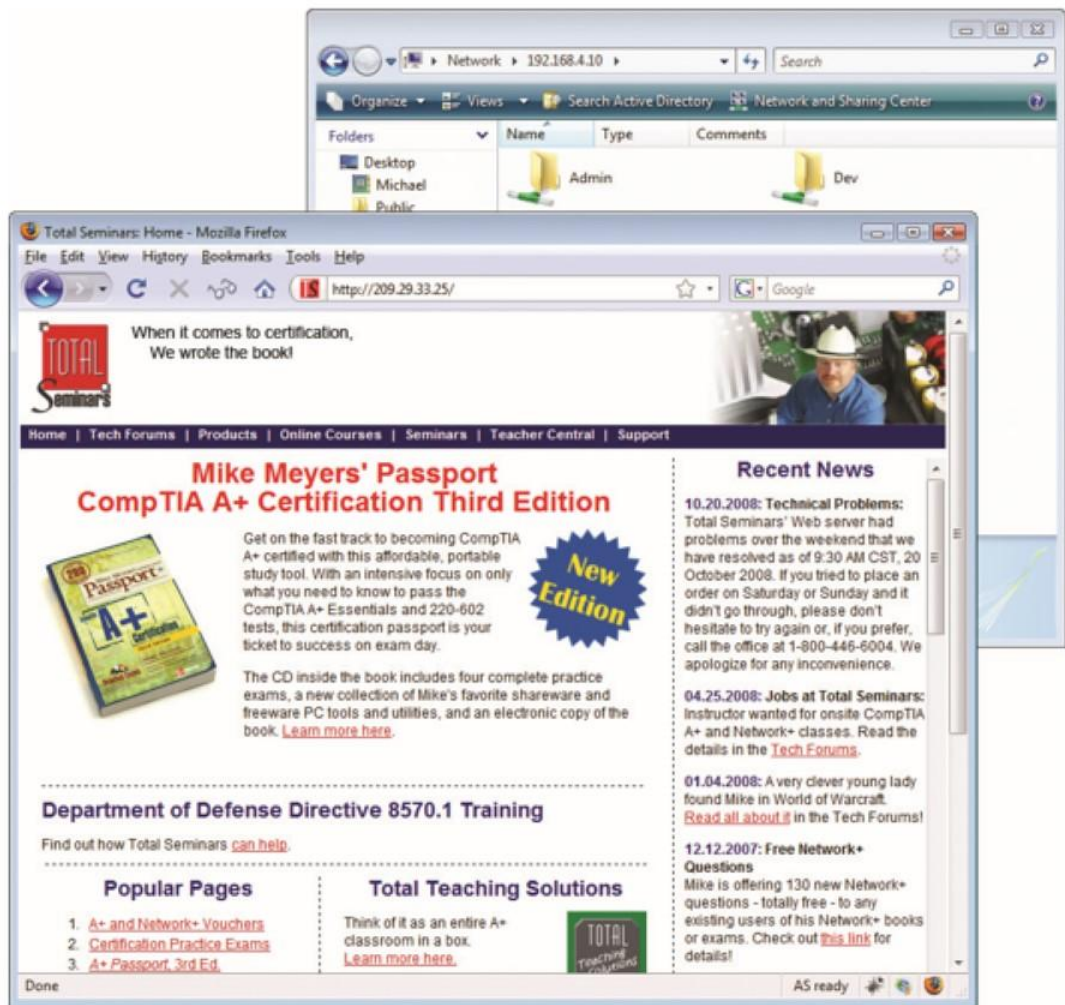 Network ▸ 192.168.4.10 ▸
Search
Organize
Views
Search Active Directory
Network and Sharing Center
Folders
Name
Type
Comments
Desktop
Michael
Public
Admin
Dev
Total Seminars: Home - Mozilla Firefox
File Edit View History Bookmarks Tools Help
http://209.29.33.25/
Google
TOTAL
Seminars
When it comes to certification,
We wrote the book!
Home | Tech Forums | Products | Online Courses | Seminars | Teacher Central | Support
Mike Meyers' Passport
CompTIA A+ Certification Third Edition
Passport
A+
Certification
Get on the fast track to becoming CompTIA
A+ certified with this affordable, portable
study tool. With an intensive focus on only
what you need to know to pass the
CompTIA A+ Essentials and 220-602
tests, this certification passport is your
ticket to success on exam day.
New
Edition
The CD inside the book includes four complete practice
exams, a new collection of Mike's favorite shareware and
freeware PC tools and utilities, and an electronic copy of the
book. Learn more here.
Department of Defense Directive 8570.1 Training
Find out how Total Seminars can help.
Popular Pages
1. A+ and Network+ Vouchers
2. Certification Practice Exams
3. A+ Passport, 3rd Ed.
Total Teaching Solutions
Think of it as an entire A+
classroom in a box.
Learn more here.
TOTAL
Teaching
Solutions
Recent News
10.20.2008: Technical Problems:
Total Seminars' Web server had
problems over the weekend that we
have resolved as of 9:30 AM CST, 20
October 2008. If you tried to place an
order on Saturday or Sunday and it
didn't go through, please don't
hesitate to try again or, if you prefer,
call the office at 1-800-446-6004. We
apologize for any inconvenience.
04.25.2008: Jobs at Total Seminars:
Instructor wanted for onsite CompTIA
A+ and Network+ classes. Read the
details in the Tech Forums.
01.04.2008: A very clever young lady
found Mike in World of Warcraft.
Read all about it in the Tech Forums!
12.12.2007: Free Network+
Questions
Mike is offering 130 new Network+
questions - totally free - to any
existing users of his Network+ books
or exams. Check out this link for
details!
Done
AS ready